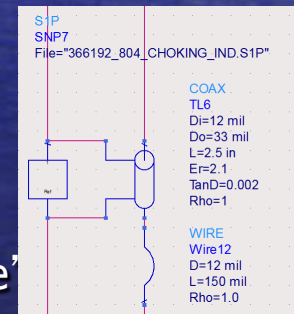 S1P
SNP7
File="366192_804_CHOKING_IND.S1P"
COAX
TL6
Di=12 mil
Do=33 mil
L=2.5 in
Er=2.1
TanD=0.002
Rho=1
Ref
WIRE
Wire12
D=12 mil
L=150 mil
Rho=1.0
e'